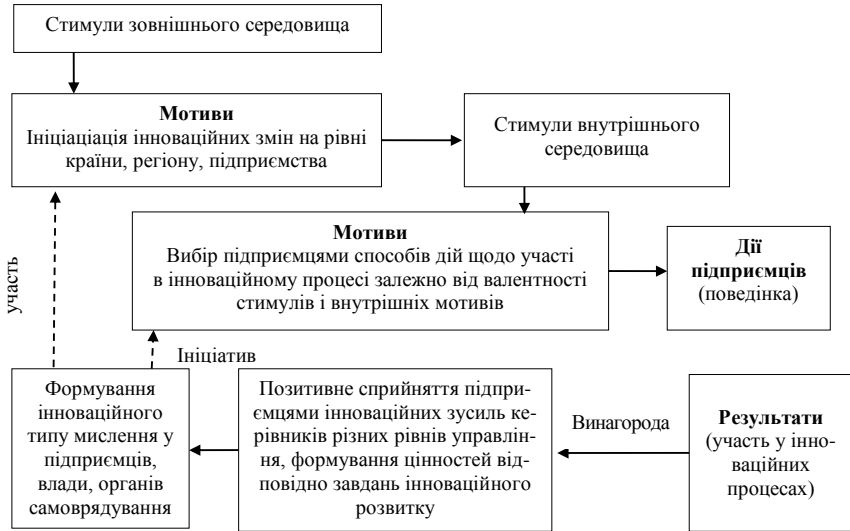 Стимули зовнішнього середовища
Мотиви
Ініціаціація інноваційних змін на рівні
країни, регіону, підприємства
Стимули внутрішнього
середовища
Мотиви
Вибір підприємцями способів дій щодо участі
в інноваційному процесі залежно від валентності
стимулів і внутрішніх мотивів
Дії
підприємців
(поведінка)
участь
Ініціатив
Формування
інноваційного
типу мислення у
підприємців,
влади, органів
самоврядування
Позитивне сприйняття підпри-
ємцями інноваційних зусиль ке-
рівників різних рівнів управлін-
ня, формування цінностей від-
повідно завдань інноваційного
розвитку
Винагорода
Результати
(участь у інно-
ваційних
процесах)